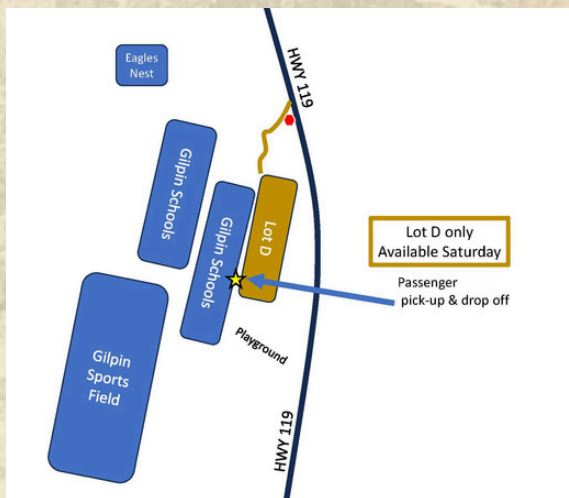 Eagles
Nest
HWY 119
Gilpin Schools
Gilpin Schools
Lot D
Lot D only
Available Saturday
Passenger
pick-up & drop off
Playground
Gilpin
Sports
Field
HWY 119